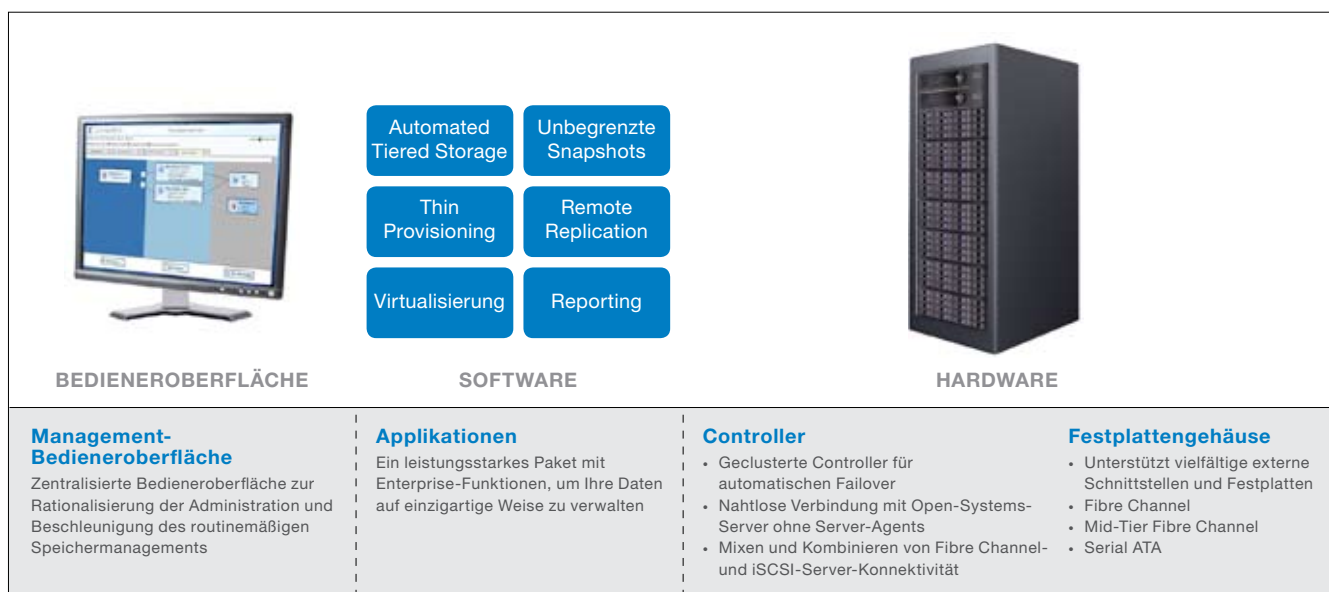 Automated
Tiered Storage
Unbegrenzte
Snapshots
Thin
Provisioning
Remote
Replication
Virtualisierung
Reporting
BEDIENEROBERFLÄCHE
SOFTWARE
HARDWARE
Management-
Bedieneroberfläche
Zentralisierte Bedieneroberfläche zur
Rationalisierung der Administration und
Beschleunigung des routinemäßigen
Speichermanagements
Applikationen
Ein leistungsstarkes Paket mit
Enterprise-Funktionen, um Ihre Daten
auf einzigartige Weise zu verwalten
Controller
• Geclusterte Controller für
automatischen Failover
• Nahtlose Verbindung mit Open-Systems-
Server ohne Server-Agents
• Mixen und Kombinieren von Fibre Channel-
und iSCSI-Server-Konnektivität
Festplattengehäuse
• Unterstützt vielfältige externe
Schnittstellen und Festplatten
• Fibre Channel
• Mid-Tier Fibre Channel
• Serial ATA